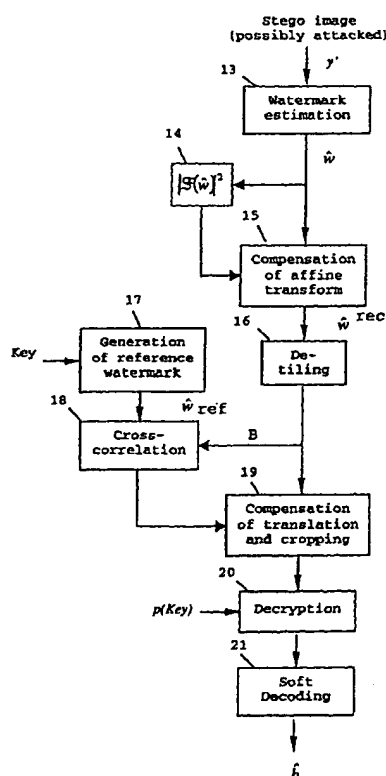 Stego image
(possibly attacked)
y'
13
Watermark
estimation
ŵ
14
|𝔉(ŵ)|²
15
Compensation
of affine
transform
ŵ rec
16
De-
tiling
17
Key
Generation
of reference
watermark
ŵ ref
18
Cross-
correlation
B
19
Compensation
of translation
and cropping
20
p(Key)
Decryption
21
Soft
Decoding
b̂